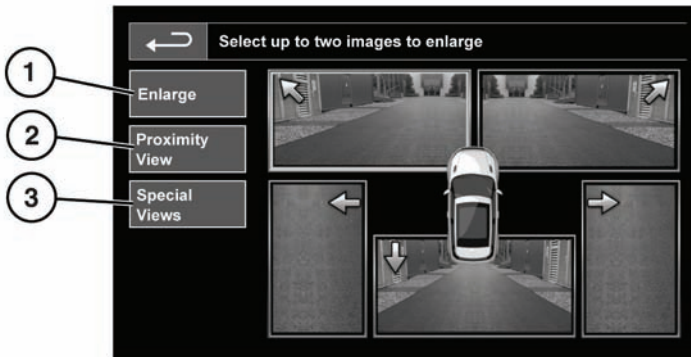 Select up to two images to enlarge
1
Enlarge
2
Proximity
View
3
Special
Views